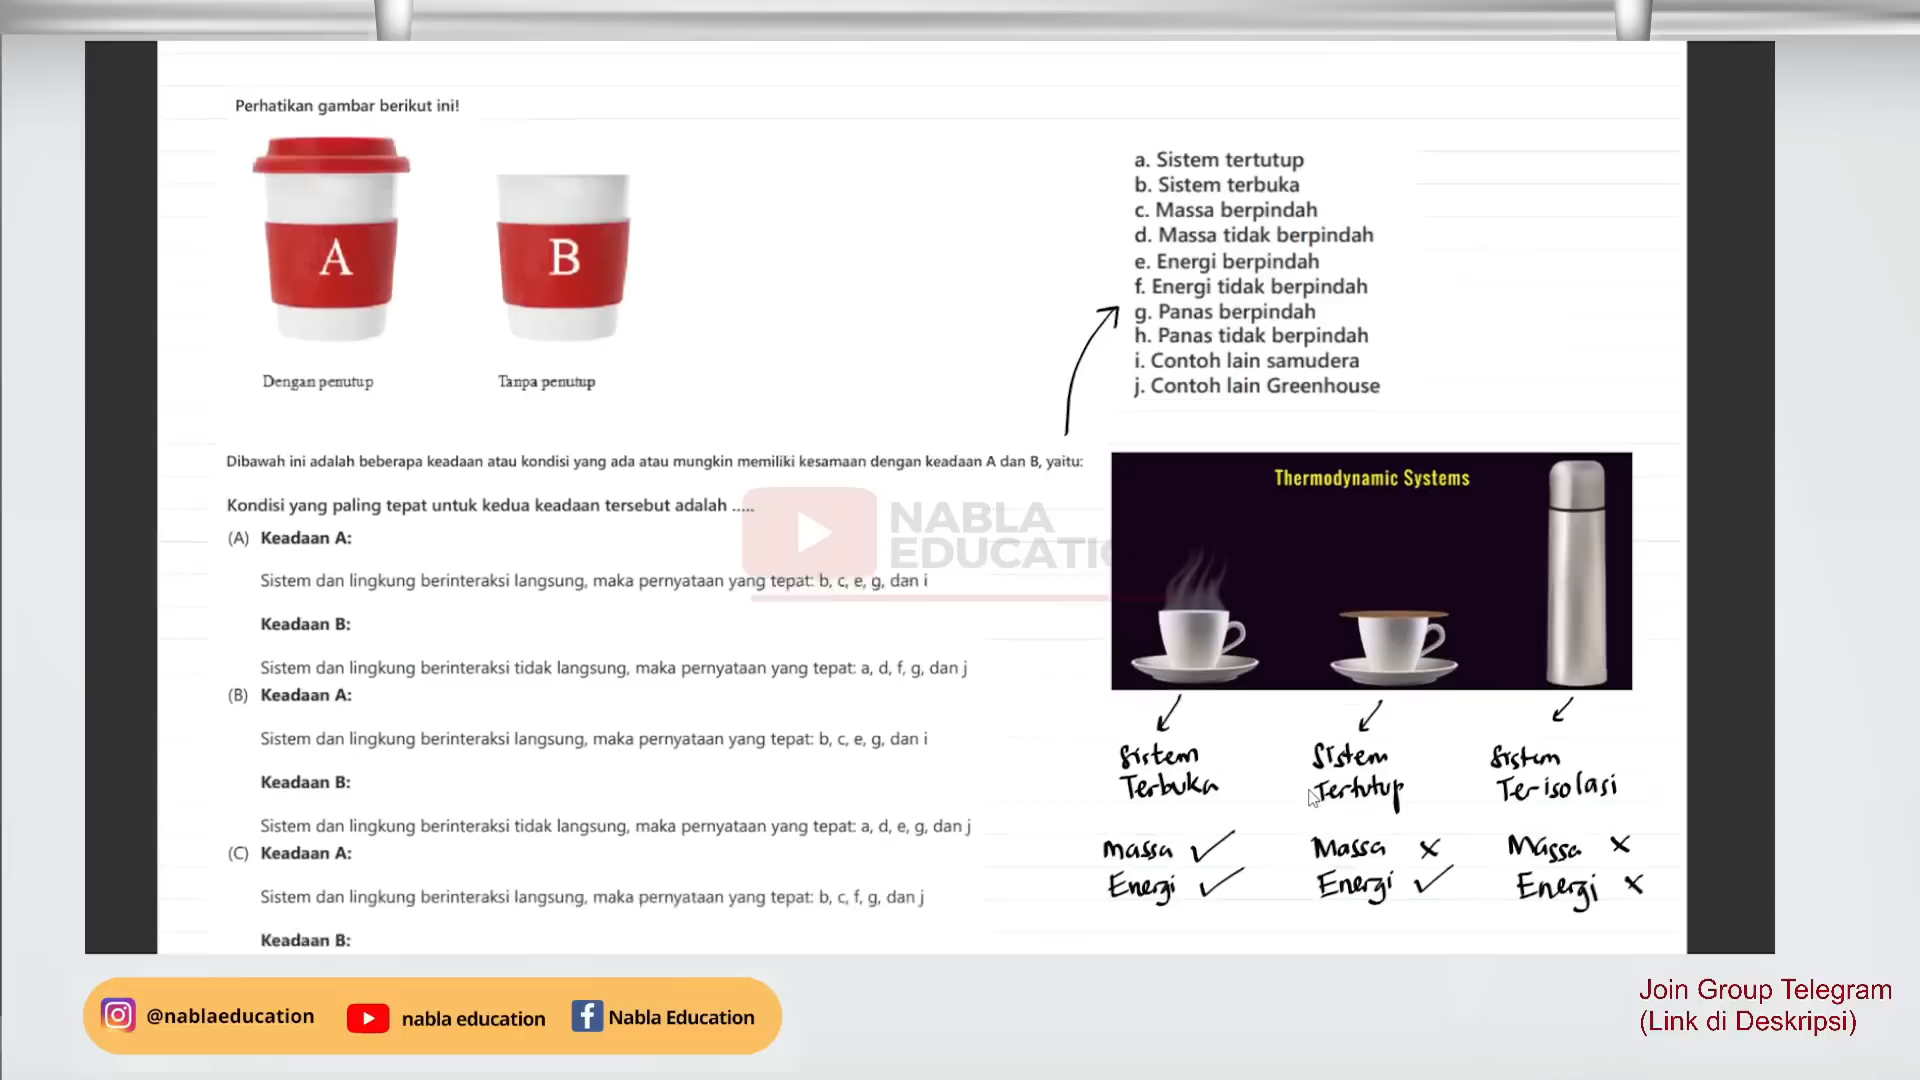 Perhatikan gambar berikut ini!
A
B
Dengan penutup
Tanpa penutup
a. Sistem tertutup
b. Sistem terbuka
c. Massa berpindah
d. Massa tidak berpindah
e. Energi berpindah
f. Energi tidak berpindah
g. Panas berpindah
h. Panas tidak berpindah
i. Contoh lain samudera
j. Contoh lain Greenhouse
Dibawah ini adalah beberapa keadaan atau kondisi yang ada atau mungkin memiliki kesamaan dengan keadaan A dan B, yaitu:
Kondisi yang paling tepat untuk kedua keadaan tersebut adalah .....
(A) Keadaan A:
Sistem dan lingkung berinteraksi langsung, maka pernyataan yang tepat: b, c, e, g, dan i
Keadaan B:
Sistem dan lingkung berinteraksi tidak langsung, maka pernyataan yang tepat: a, d, f, g, dan j
(B) Keadaan A:
Sistem dan lingkung berinteraksi langsung, maka pernyataan yang tepat: b, c, e, g, dan i
Keadaan B:
Sistem dan lingkung berinteraksi tidak langsung, maka pernyataan yang tepat: a, d, e, g, dan j
(C) Keadaan A:
Sistem dan lingkung berinteraksi langsung, maka pernyataan yang tepat: b, c, f, g, dan j
Keadaan B:
NABLA
EDUCATIO
Thermodynamic Systems
Sistem Terbuka
massa ✓
Energi ✓
Sistem Tertutup
Massa x
Energi ✓
Sistem Terisolasi
Massa x
Energi x
@nablaeducation
nabla education
Nabla Education
Join Group Telegram
(Link di Deskripsi)